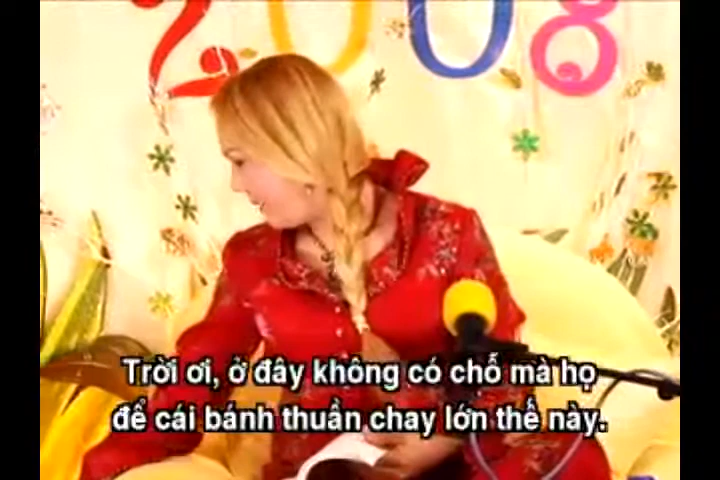 2008
Trời ơi, ở đây không có chỗ mà họ
để cái bánh thuần chay lớn thế này.